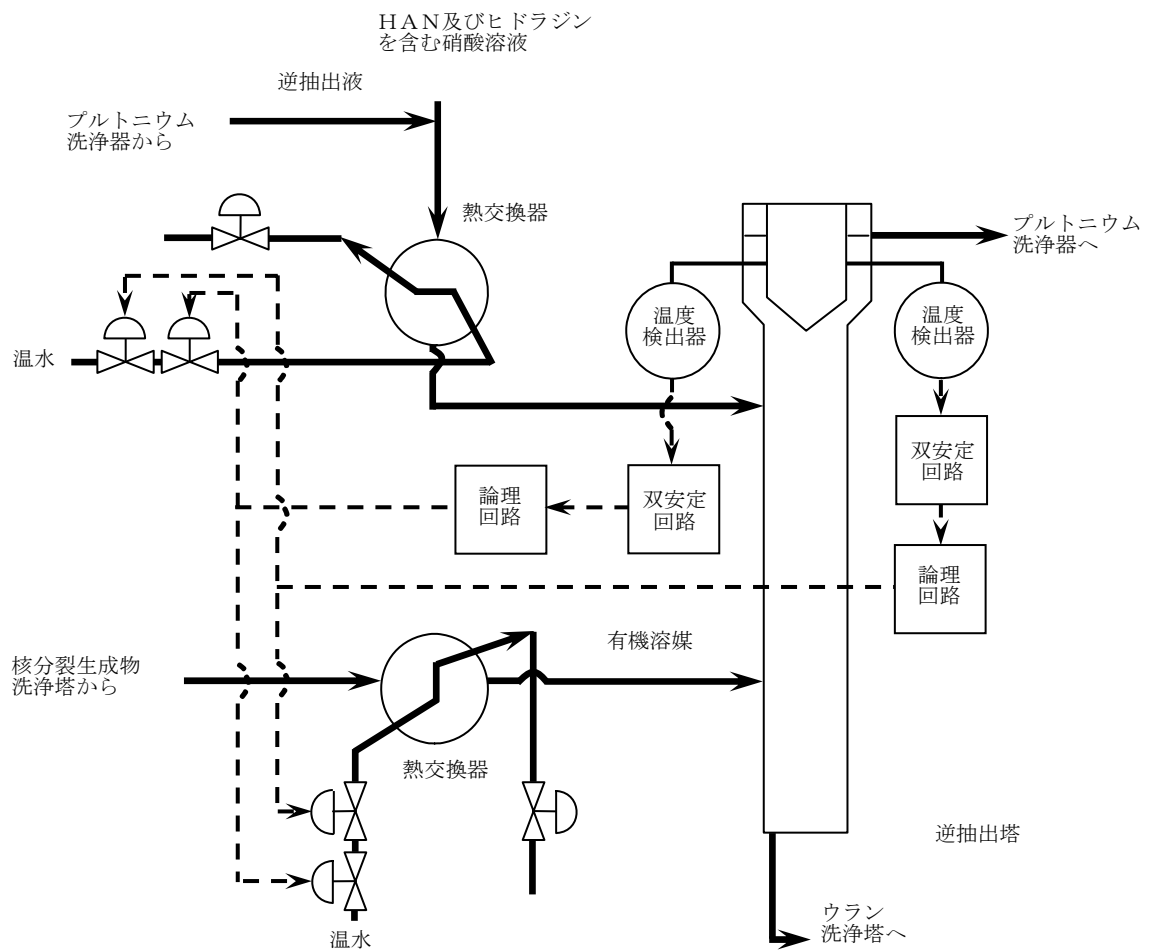 ＨＡＮ及びヒドラジン
を含む硝酸溶液
逆抽出液
プルトニウム
洗浄器から
熱交換器
プルトニウム
洗浄器へ
温度
検出器
温度
検出器
温水
双安定
回路
論理
回路
双安定
回路
論理
回路
有機溶媒
核分裂生成物
洗浄塔から
熱交換器
逆抽出塔
ウラン
洗浄塔へ
温水